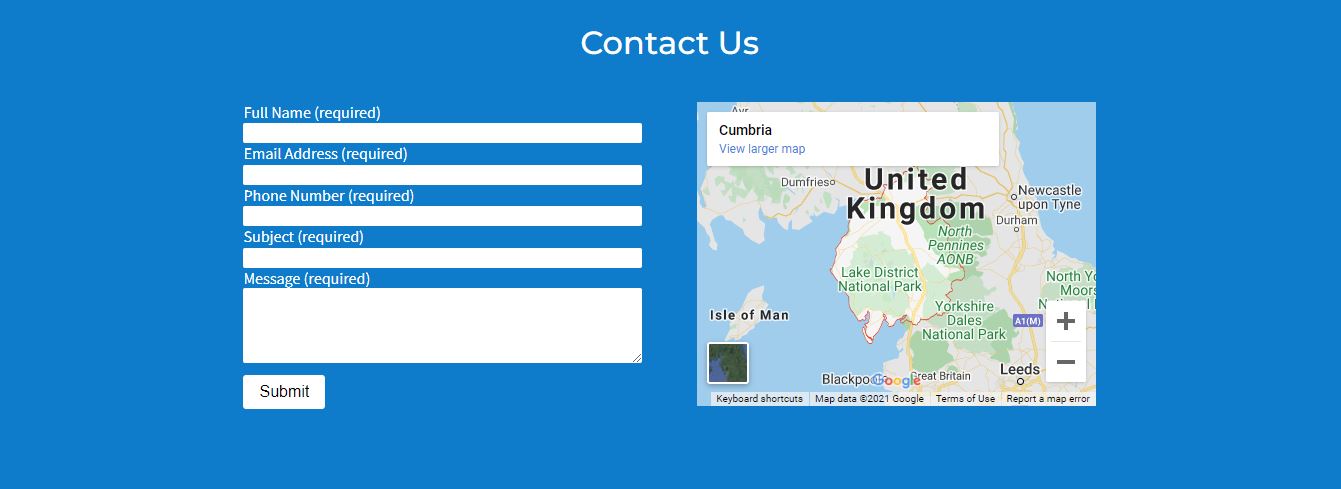 Contact Us
Full Name (required)
Email Address (required)
Phone Number (required)
Subject (required)
Message (required)
Submit
Cumbria
View larger map
Dumfries
United
Kingdom
Newcastle
upon Tyne
Durham
North
Pennines
AONB
Lake District
National Park
North Yo
Moors
Isle of Man
Yorkshire
Dales
National Park
A1(M)
Leeds
Google
Great Britain
Keyboard shortcuts
Map data ©2021 Google
Terms of Use
Report a map error